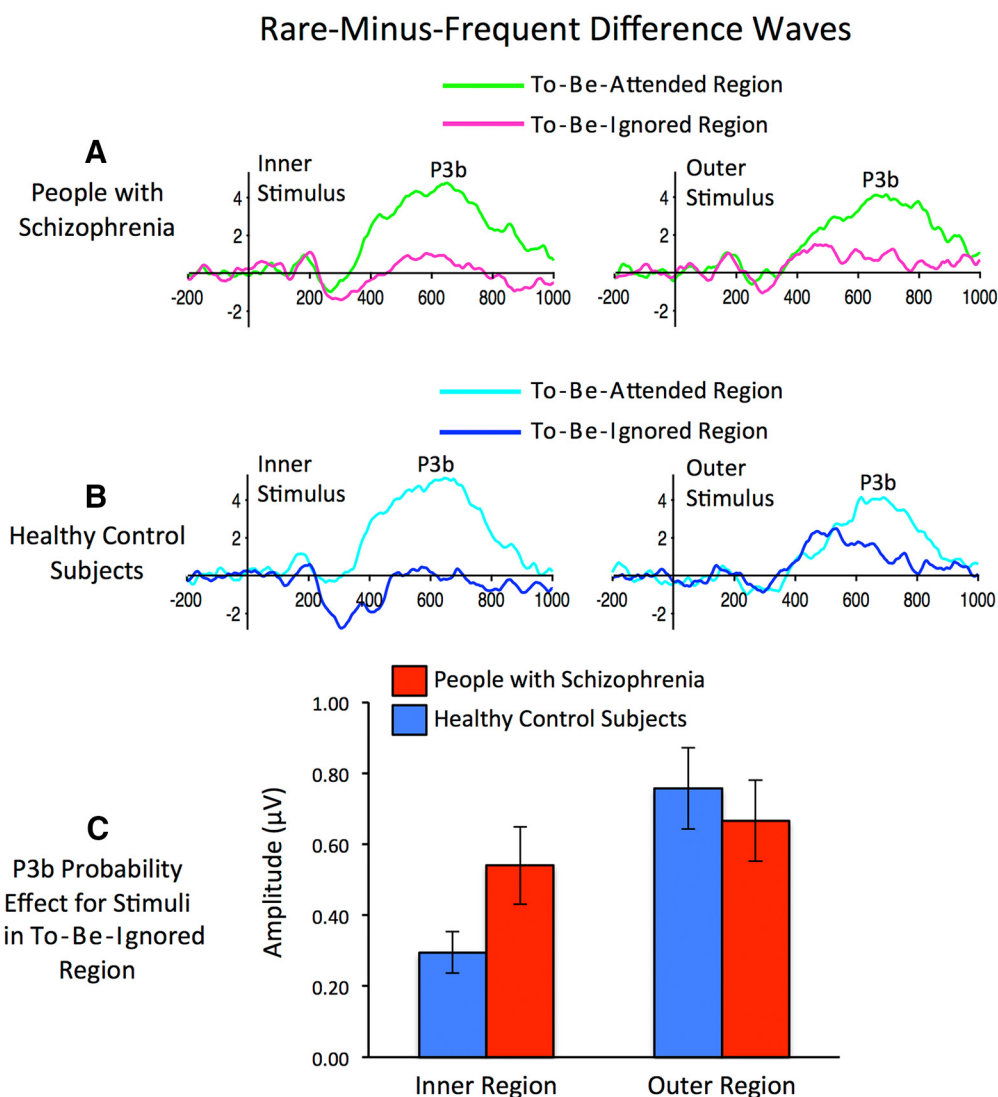 Rare-Minus-Frequent Difference Waves
To-Be-Attended Region
To-Be-Ignored Region
A
People with
Schizophrenia
Inner
Stimulus
P3b
4
2
-2
-200
200
400
600
800
1000
Outer
Stimulus
P3b
4
2
-2
-200
200
400
600
800
1000
To-Be-Attended Region
To-Be-Ignored Region
B
Healthy Control
Subjects
Inner
Stimulus
P3b
4
2
-2
-200
200
400
600
800
1000
Outer
Stimulus
P3b
4
2
-2
-200
200
400
600
800
1000
People with Schizophrenia
Healthy Control Subjects
C
P3b Probability
Effect for Stimuli
in To-Be-Ignored
Region
Amplitude (µV)
1.00
0.80
0.60
0.40
0.20
0.00
Inner Region
Outer Region